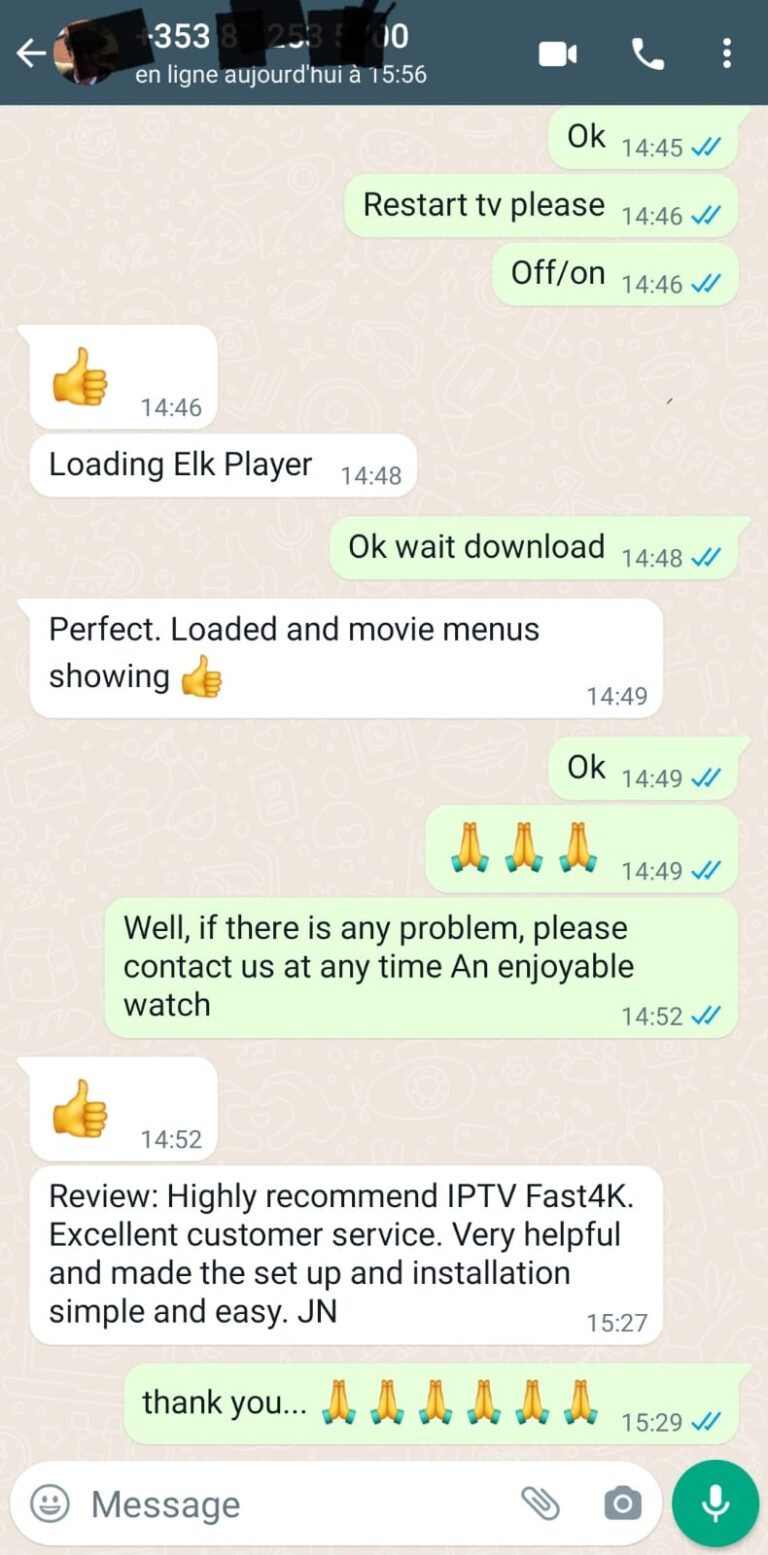 +353 8 253 5 00
en ligne aujourd'hui à 15:56
Ok 14:45
Restart tv please 14:46
Off/on 14:46
👍 14:46
Loading Elk Player 14:48
Ok wait download 14:48
Perfect. Loaded and movie menus
showing 👍 14:49
Ok 14:49
🙏 🙏 🙏 14:49
Well, if there is any problem, please
contact us at any time An enjoyable
watch 14:52
👍 14:52
Review: Highly recommend IPTV Fast4K.
Excellent customer service. Very helpful
and made the set up and installation
simple and easy. JN 15:27
thank you... 🙏 🙏 🙏 🙏 🙏 🙏 15:29
Message